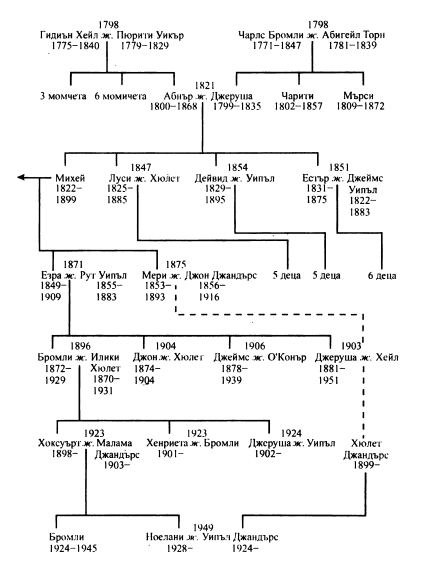 1798 1798
Гидиън Хейл ж. Пюрити Уикър Чарлс Бромли ж. Абигейл Торн
1775–1840 1779–1829 1771–1847 1781–1839
3 момчета 6 момичета 1821 Чарити Мърси
Абнър ж. Джеруша 1802–1857 1809–1872
1800–1868 1799–1835
1847 1854 1851
Михей Луси ж. Хюлет Дейвид ж. Уипъл Естър ж. Джеймс
1822– 1825– 1829– 1831– Уипъл
1899 1885 1895 1875 1822–
1883
5 деца 5 деца 6 деца
1871 1875
Езра ж. Рут Уипъл Мери ж. Джон Джандърс
1849– 1855– 1853– 1856–
1909 1883 1893 1916
1896 1904 1906 1903
Бромли ж. Илики Джон ж. Хюлет Джеймс ж. О'Конър Джеруша ж. Хейл
1872– Хюлет 1874– 1878– 1881–
1929 1870– 1904 1939 1951
1931
1923 1923 1924
Хоксуърт ж. Малама Хенриета ж. Бромли Джеруша ж. Уипъл Хюлет
1898– Джандърс 1901– 1902– Джандърс
1903– 1899–
1949
Бромли Ноелани ж. Уипъл Джандърс
1924–1945 1928– 1924–